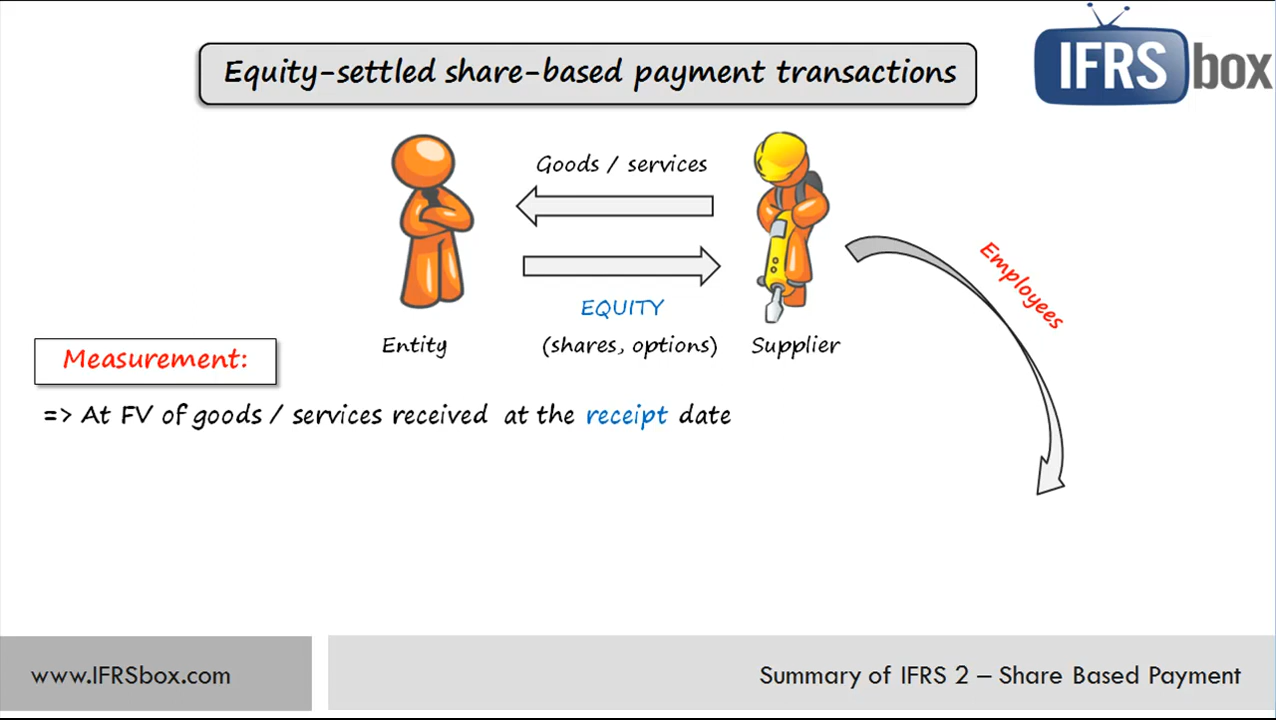 IFRS box
Equity-settled share-based payment transactions
Goods / services
EQUITY
(shares, options)
Entity
Supplier
Employees
Measurement:
=> At FV of goods / services received at the receipt date
www.IFRSbox.com
Summary of IFRS 2 – Share Based Payment